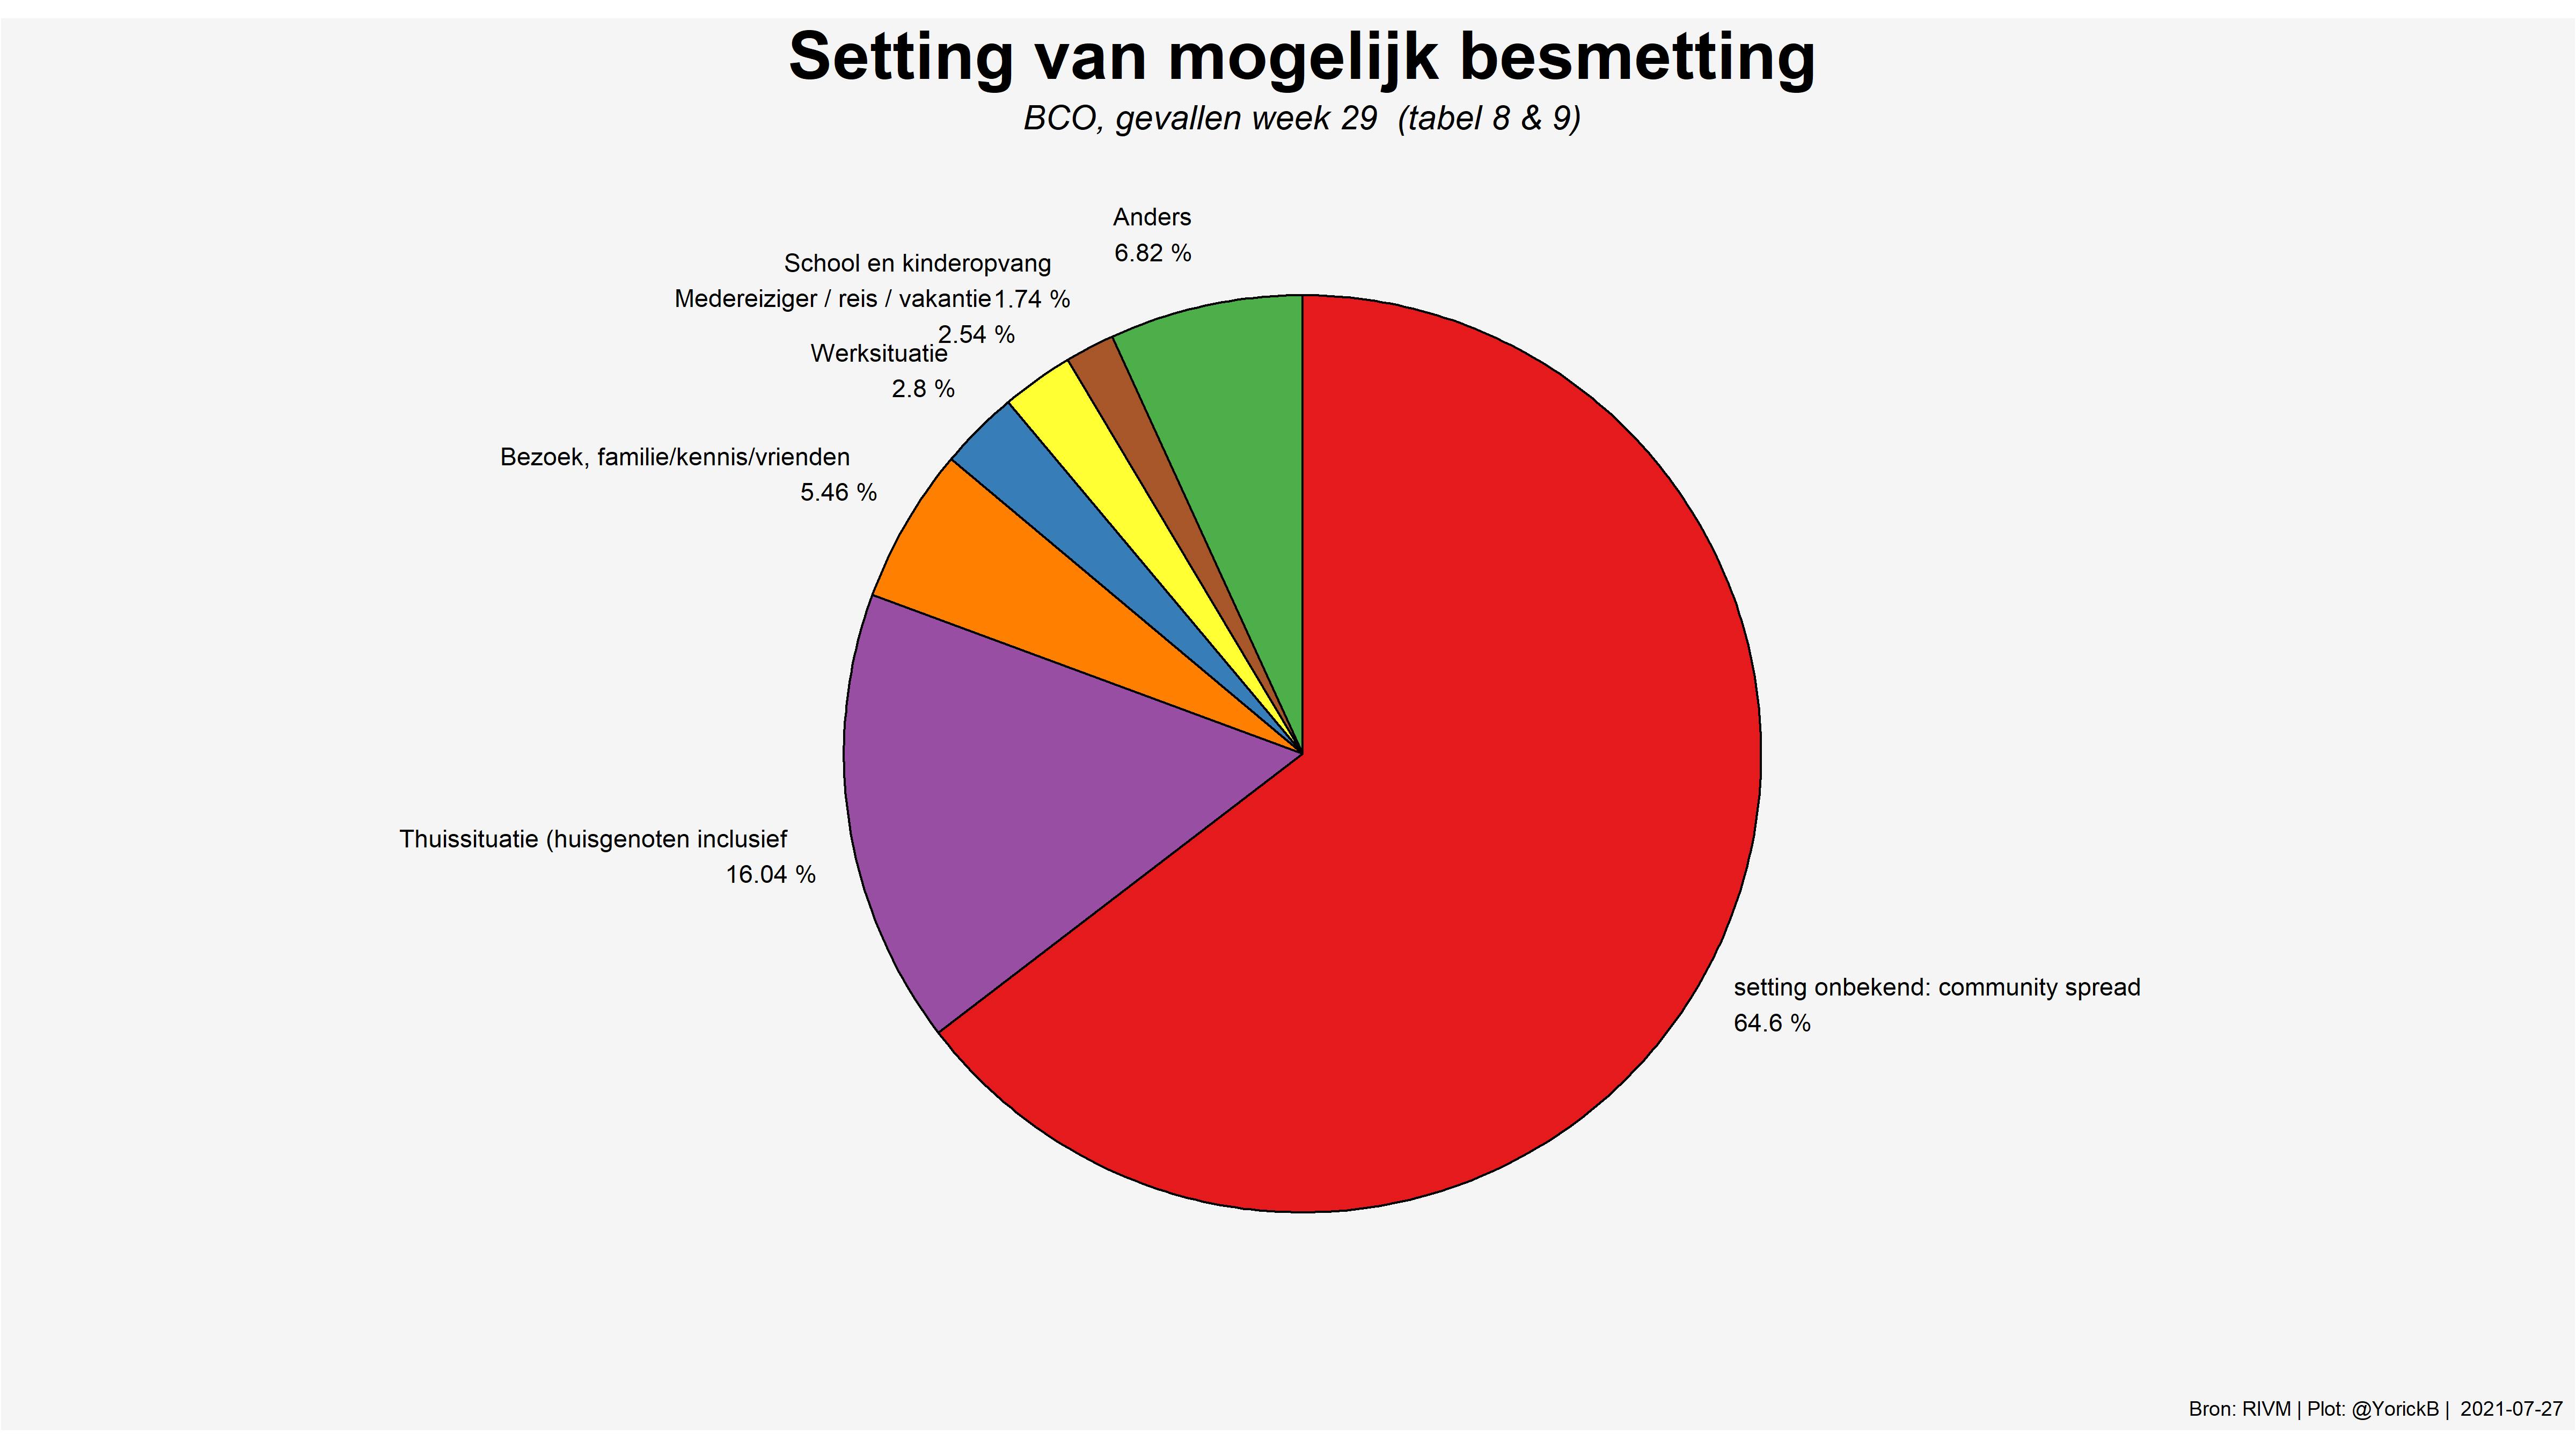 Setting van mogelijk besmetting
BCO, gevallen week 29 (tabel 8 & 9)
Anders
6.82 %
School en kinderopvang
1.74 %
Medereiziger / reis / vakantie
2.54 %
Werksituatie
2.8 %
Bezoek, familie/kennis/vrienden
5.46 %
Thuissituatie (huisgenoten inclusief
16.04 %
setting onbekend: community spread
64.6 %
Bron: RIVM | Plot: @YorickB | 2021-07-27